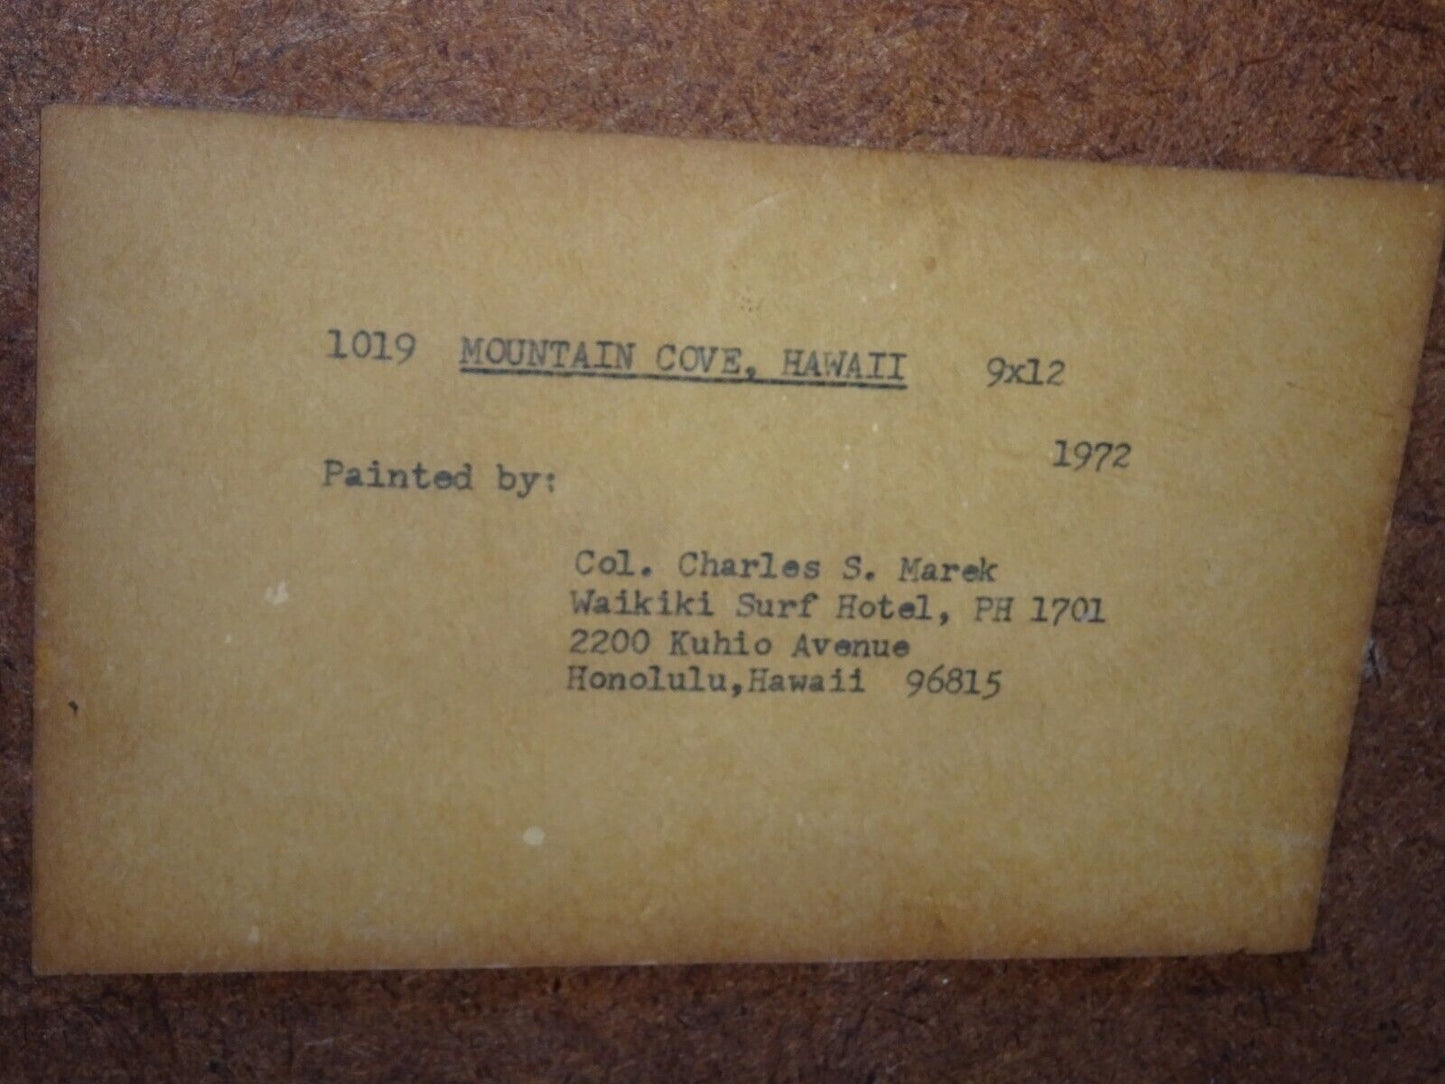 1019 MOUNTAIN COVE, HAWAII 9x12
1972
Painted by:
Col. Charles S. Marek
Waikiki Surf Hotel, PH 1701
2200 Kuhio Avenue
Honolulu,Hawaii 96815